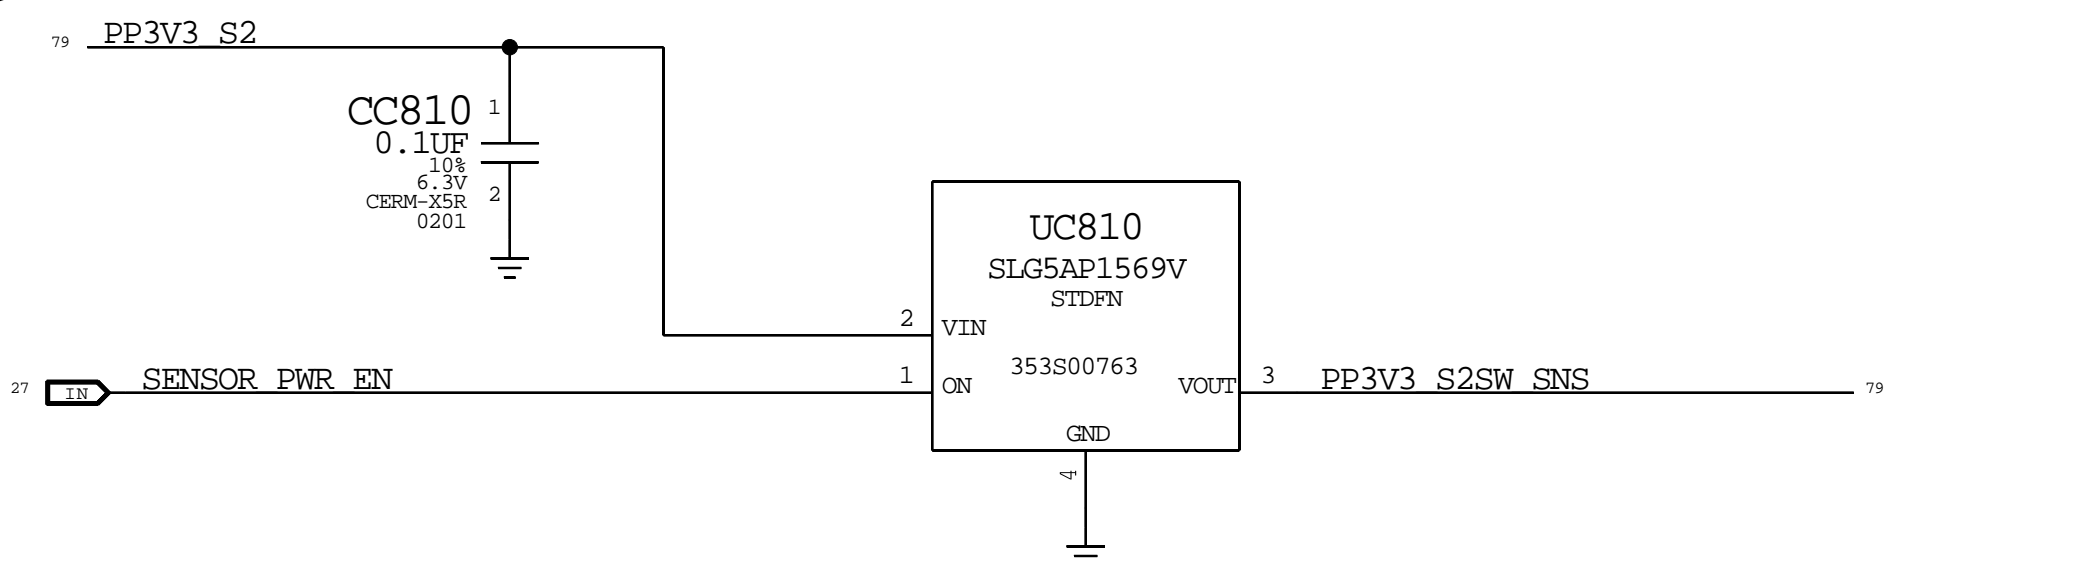 79 PP3V3_S2
CC810 1
0.1UF
10%
6.3V
CERM-X5R 2
0201
UC810
SLG5AP1569V
STDFN
2 VIN
353S00763
27 IN SENSOR_PWR_EN 1 ON
VOUT 3 PP3V3_S2SW_SNS 79
GND
4